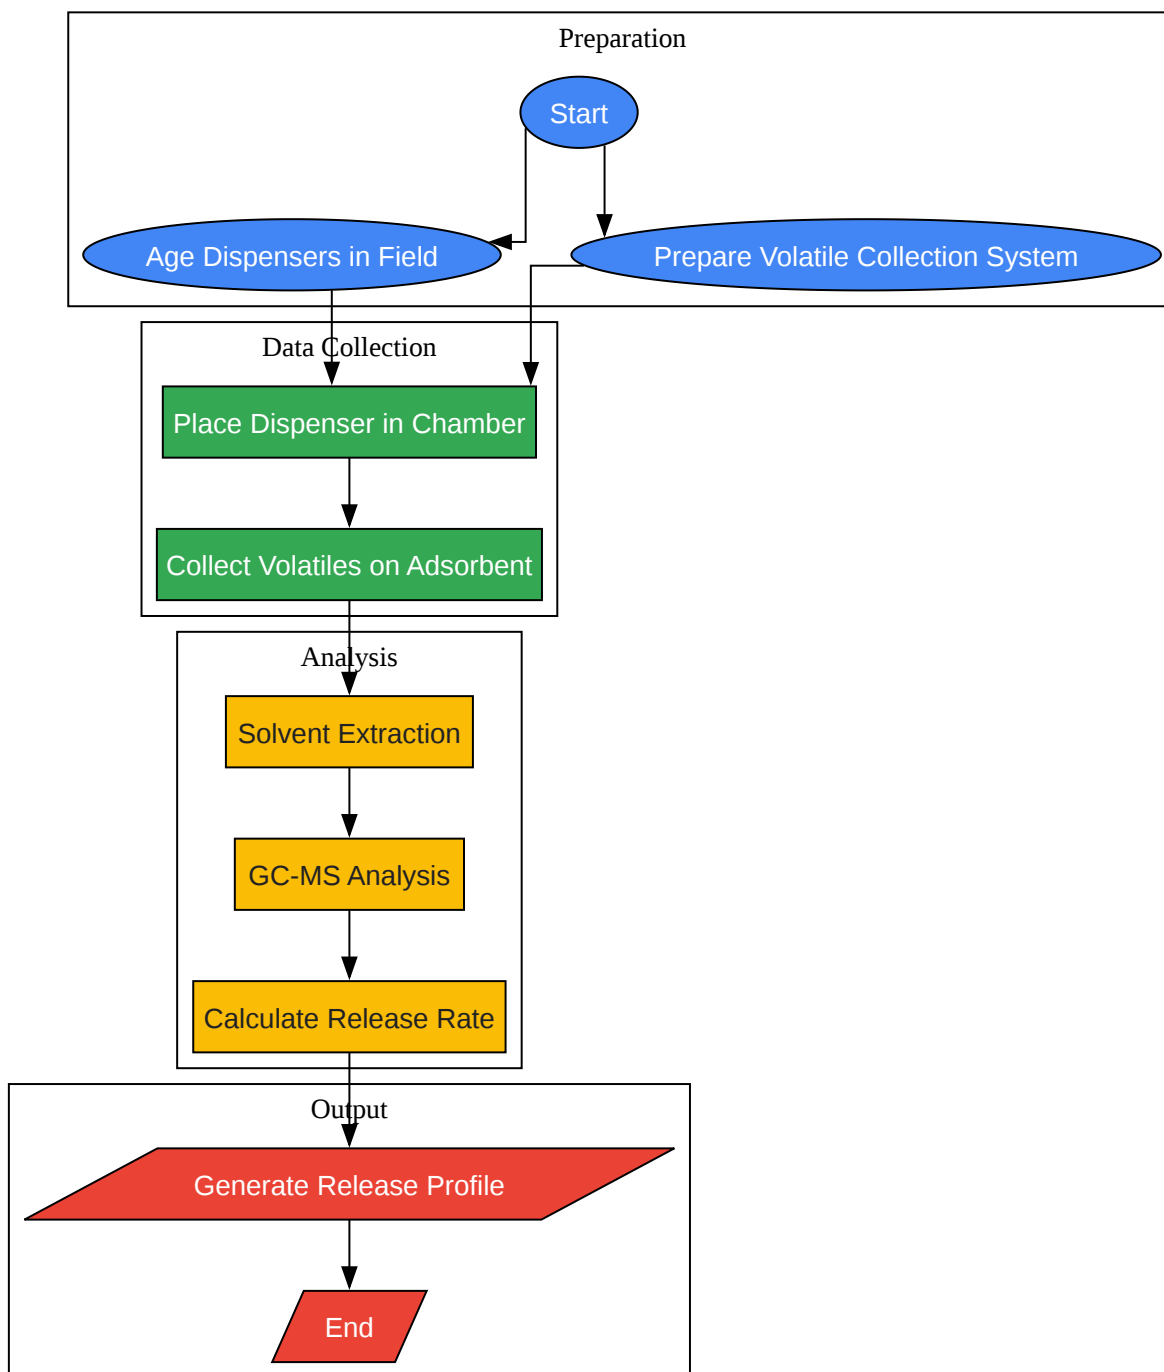 Preparation
Start
Age Dispensers in Field
Prepare Volatile Collection System
Data Collection
Place Dispenser in Chamber
Collect Volatiles on Adsorbent
Analysis
Solvent Extraction
GC-MS Analysis
Calculate Release Rate
Output
Generate Release Profile
End